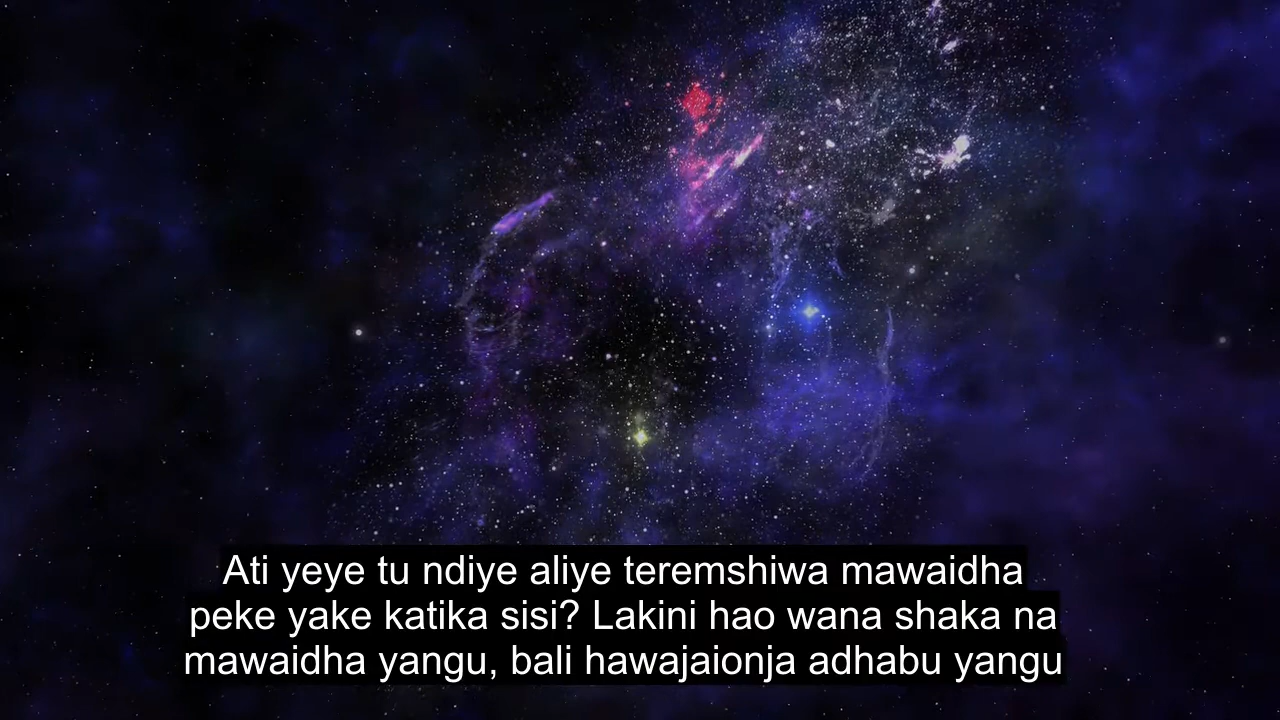 Ati yeye tu ndiye aliye teremshiwa mawaidha
peke yake katika sisi? Lakini hao wana shaka na
mawaidha yangu, bali hawajaionja adhabu yangu